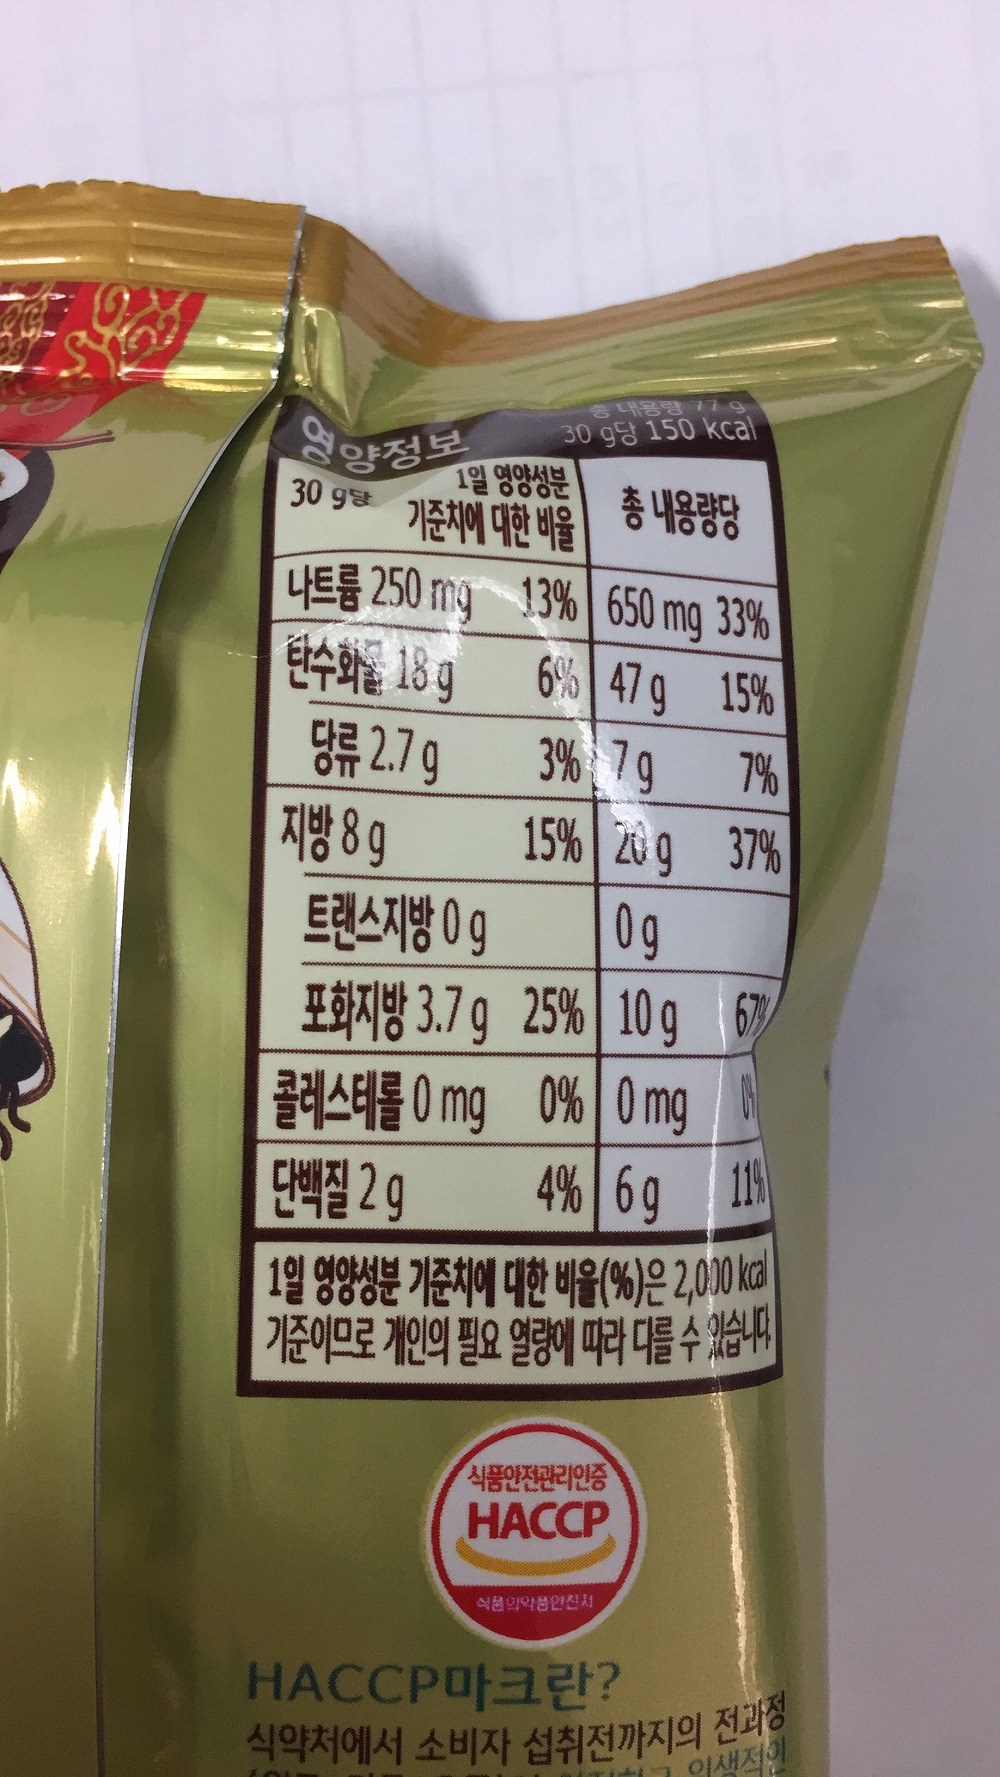 영양정보
총 내용량 77 g
30 g당 150 kcal
30 g당 1일 영양성분
기준치에 대한 비율
총 내용량당
나트륨 250 mg 13% 650 mg 33%
탄수화물 18 g 6% 47 g 15%
당류 2.7 g 3% 7 g 7%
지방 8 g 15% 20 g 37%
트랜스지방 0 g 0 g
포화지방 3.7 g 25% 10 g 67%
콜레스테롤 0 mg 0% 0 mg 0%
단백질 2 g 4% 6 g 11%
1일 영양성분 기준치에 대한 비율(%)은 2,000 kcal
기준이므로 개인의 필요 열량에 따라 다를 수 있습니다.
식품안전관리인증
HACCP
식품의약품안전처
HACCP마크란?
식약처에서 소비자 섭취전까지의 전과정
위생적인